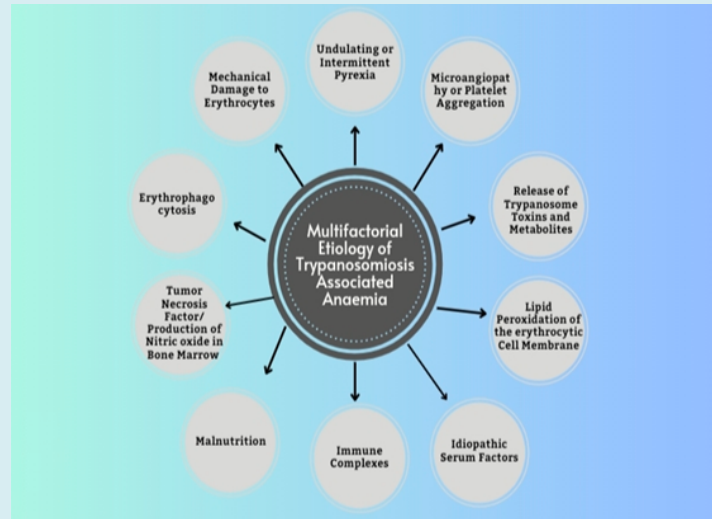 Undulating or
Intermittent
Pyrexia
Mechanical
Damage to
Erythrocytes
Microangiopat
hy or Platelet
Aggregation
Erythrophago
cytosis
Release of
Trypanosome
Toxins and
Metabolites
Multifactorial
Etiology of
Trypanosomiosis
Associated
Anaemia
Tumor
Necrosis
Factor/
Production of
Nitric oxide in
Bone Marrow
Lipid
Peroxidation of
the erythrocytic
Cell Membrane
Malnutrition
Immune
Complexes
Idiopathic
Serum Factors